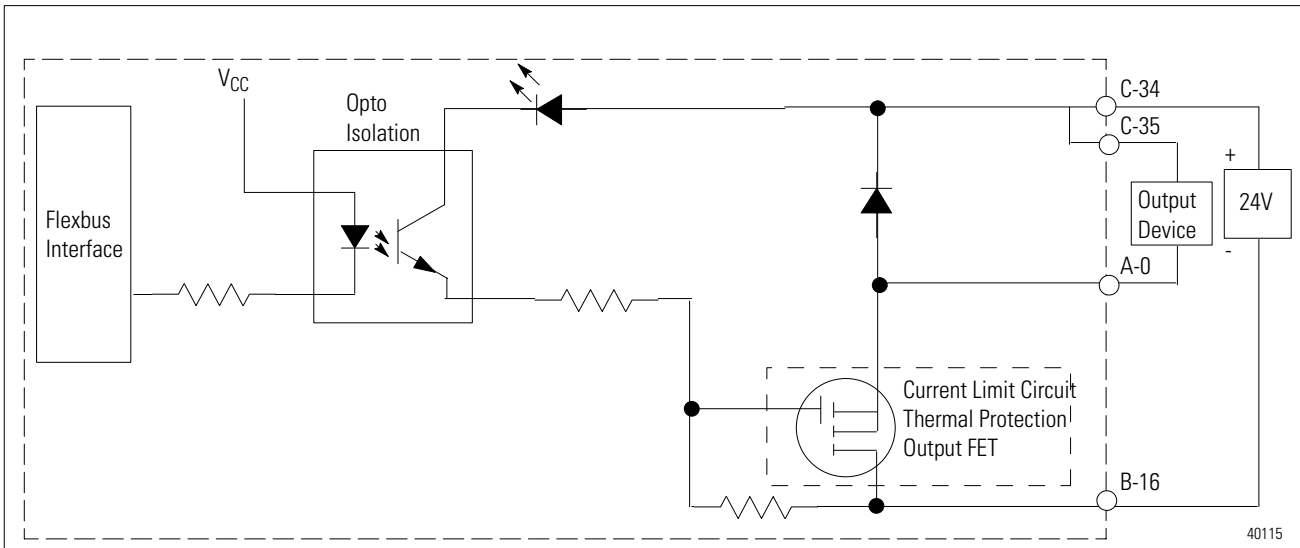 VCC
Opto
Isolation
C-34
C-35
+
Flexbus
Interface
Output
Device
24V
-
A-0
Current Limit Circuit
Thermal Protection
Output FET
B-16
40115